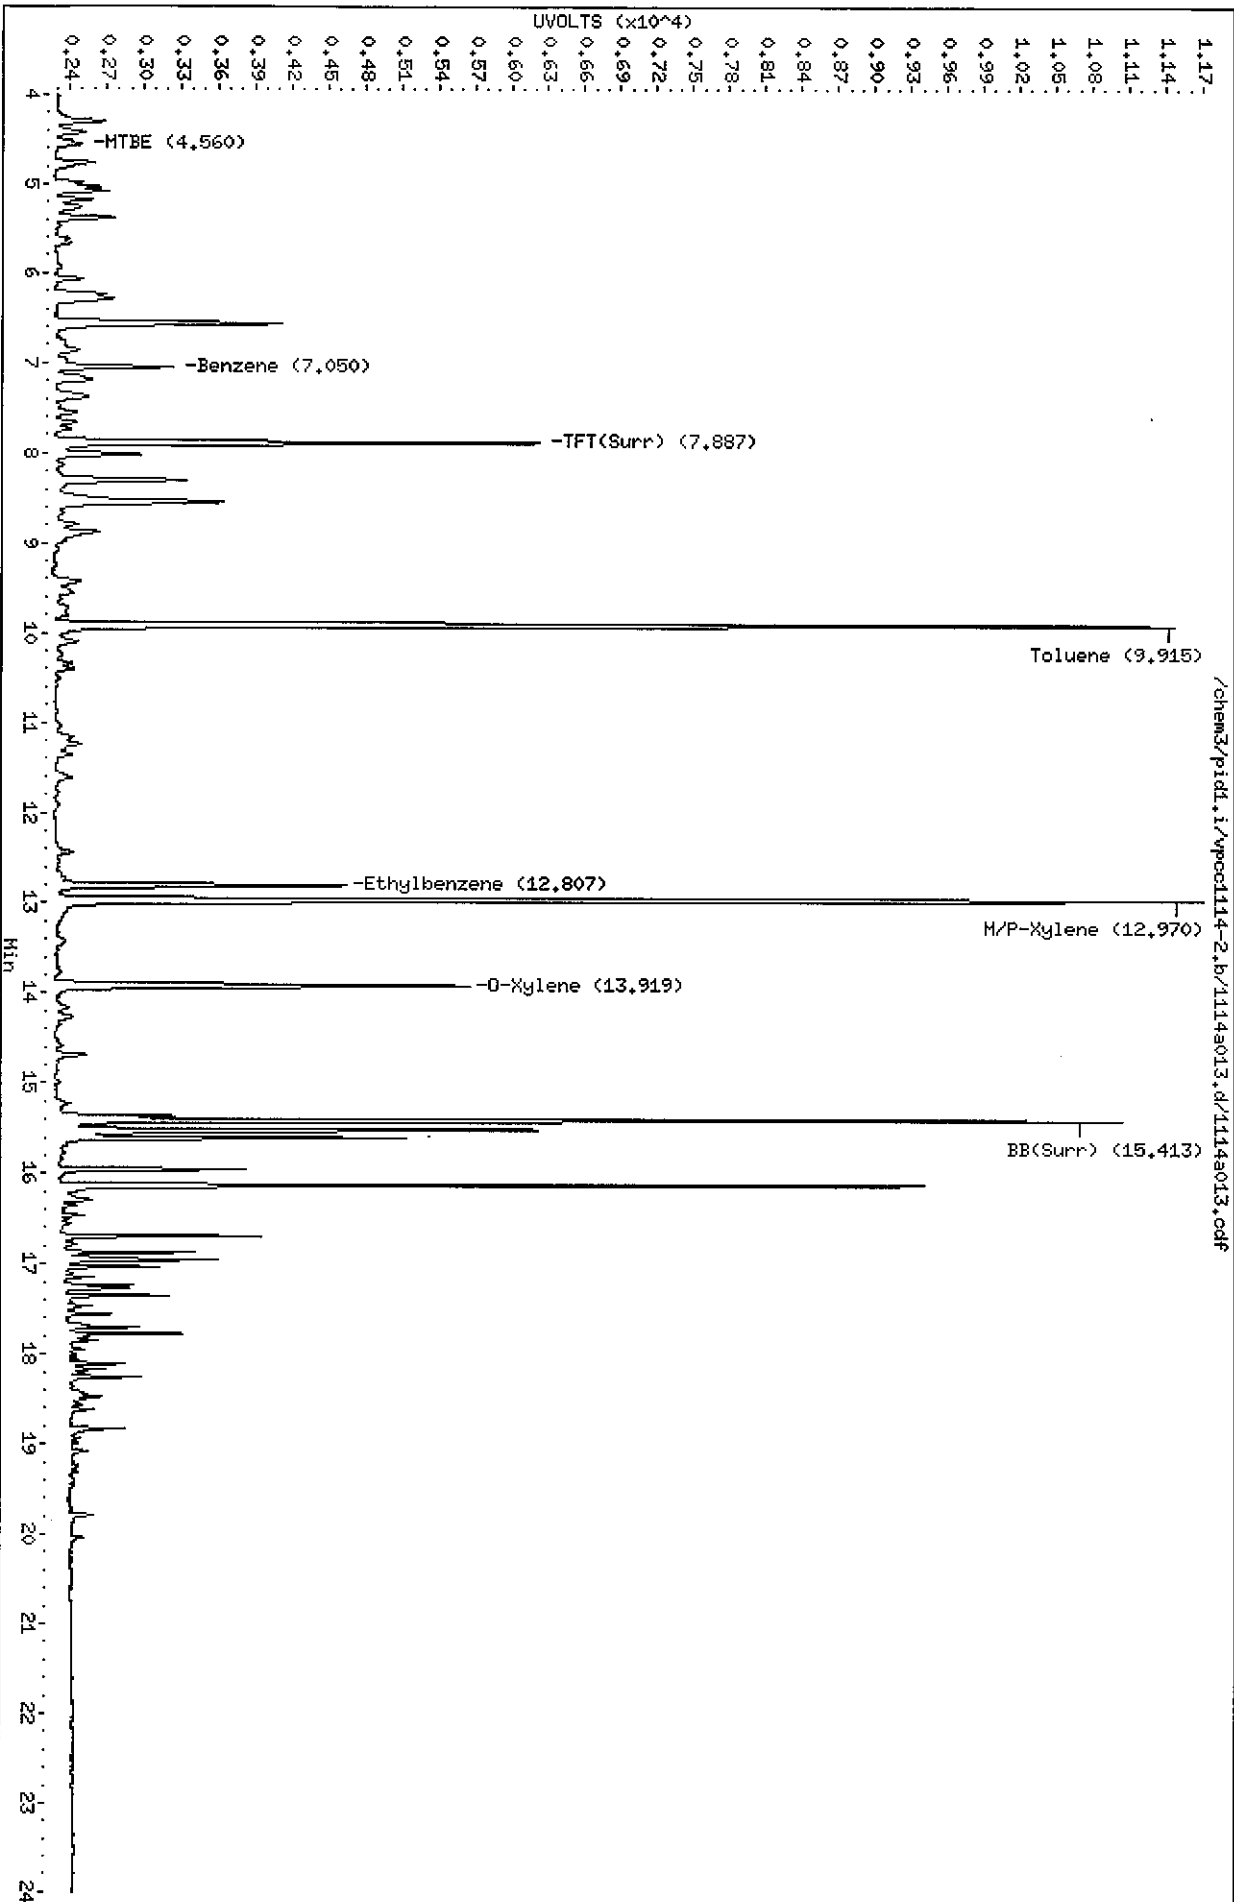 /chem3/pid1.i/vpcc1114-2.b/1114a013.d/1114a013.cdf
UVOLTS (x10^4)
1.17
1.14
1.11
1.08
1.05
1.02
0.99
0.96
0.93
0.90
0.87
0.84
0.81
0.78
0.75
0.72
0.69
0.66
0.63
0.60
0.57
0.54
0.51
0.48
0.45
0.42
0.39
0.36
0.33
0.30
0.27
0.24
-MTBE (4.560)
-Benzene (7.050)
-TFT(Surr) (7.887)
Toluene (9.915)
-Ethylbenzene (12.807)
M/P-Xylene (12.970)
-O-Xylene (13.919)
BB(Surr) (15.413)
4 5 6 7 8 9 10 11 12 13 14 15 16 17 18 19 20 21 22 23 24
Min